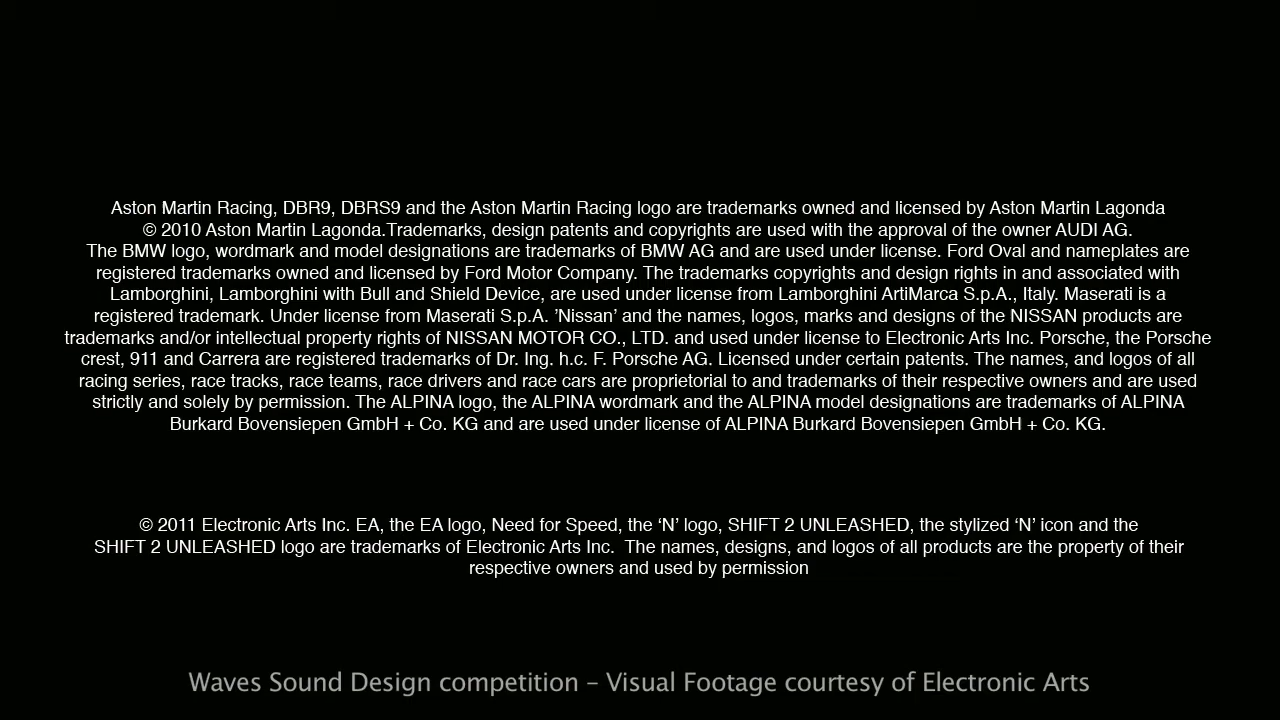 Aston Martin Racing, DBR9, DBRS9 and the Aston Martin Racing logo are trademarks owned and licensed by Aston Martin Lagonda
© 2010 Aston Martin Lagonda.Trademarks, design patents and copyrights are used with the approval of the owner AUDI AG.
The BMW logo, wordmark and model designations are trademarks of BMW AG and are used under license. Ford Oval and nameplates are
registered trademarks owned and licensed by Ford Motor Company. The trademarks copyrights and design rights in and associated with
Lamborghini, Lamborghini with Bull and Shield Device, are used under license from Lamborghini ArtiMarca S.p.A., Italy. Maserati is a
registered trademark. Under license from Maserati S.p.A. ’Nissan’ and the names, logos, marks and designs of the NISSAN products are
trademarks and/or intellectual property rights of NISSAN MOTOR CO., LTD. and used under license to Electronic Arts Inc. Porsche, the Porsche
crest, 911 and Carrera are registered trademarks of Dr. Ing. h.c. F. Porsche AG. Licensed under certain patents. The names, and logos of all
racing series, race tracks, race teams, race drivers and race cars are proprietorial to and trademarks of their respective owners and are used
strictly and solely by permission. The ALPINA logo, the ALPINA wordmark and the ALPINA model designations are trademarks of ALPINA
Burkard Bovensiepen GmbH + Co. KG and are used under license of ALPINA Burkard Bovensiepen GmbH + Co. KG.
© 2011 Electronic Arts Inc. EA, the EA logo, Need for Speed, the ‘N’ logo, SHIFT 2 UNLEASHED, the stylized ‘N’ icon and the
SHIFT 2 UNLEASHED logo are trademarks of Electronic Arts Inc.  The names, designs, and logos of all products are the property of their
respective owners and used by permission
Waves Sound Design competition – Visual Footage courtesy of Electronic Arts